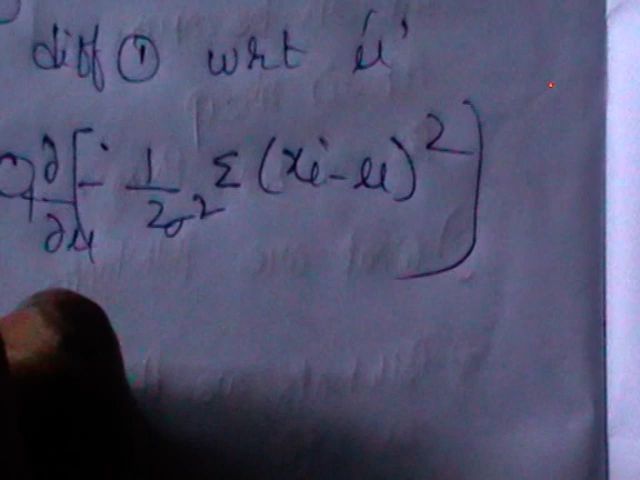 diff ① wrt 'μ'
∂/∂μ [- 1/2σ² Σ (xi - μ)²]